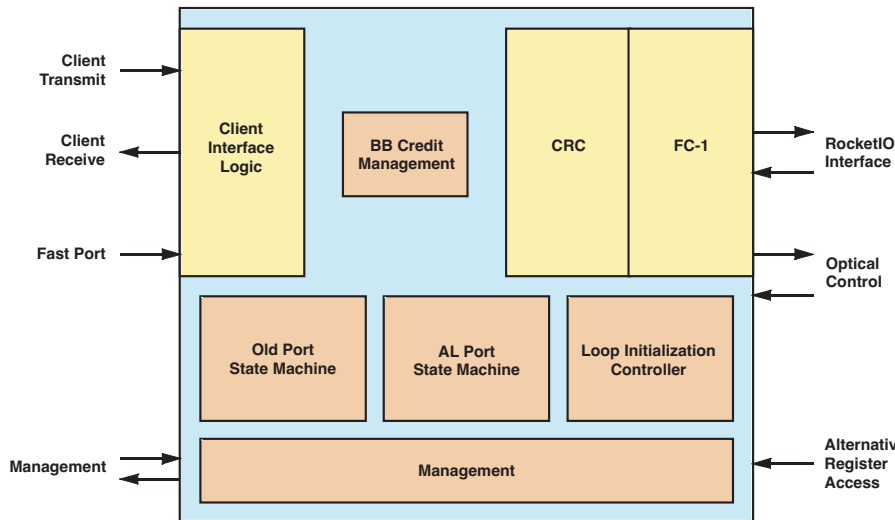 Client
Transmit
Client
Receive
Fast Port
Management
Client
Interface
Logic
BB Credit
Management
CRC
FC-1
RocketIO
Interface
Optical
Control
Old Port
State Machine
AL Port
State Machine
Loop Initialization
Controller
Management
Alternativ
Register
Access